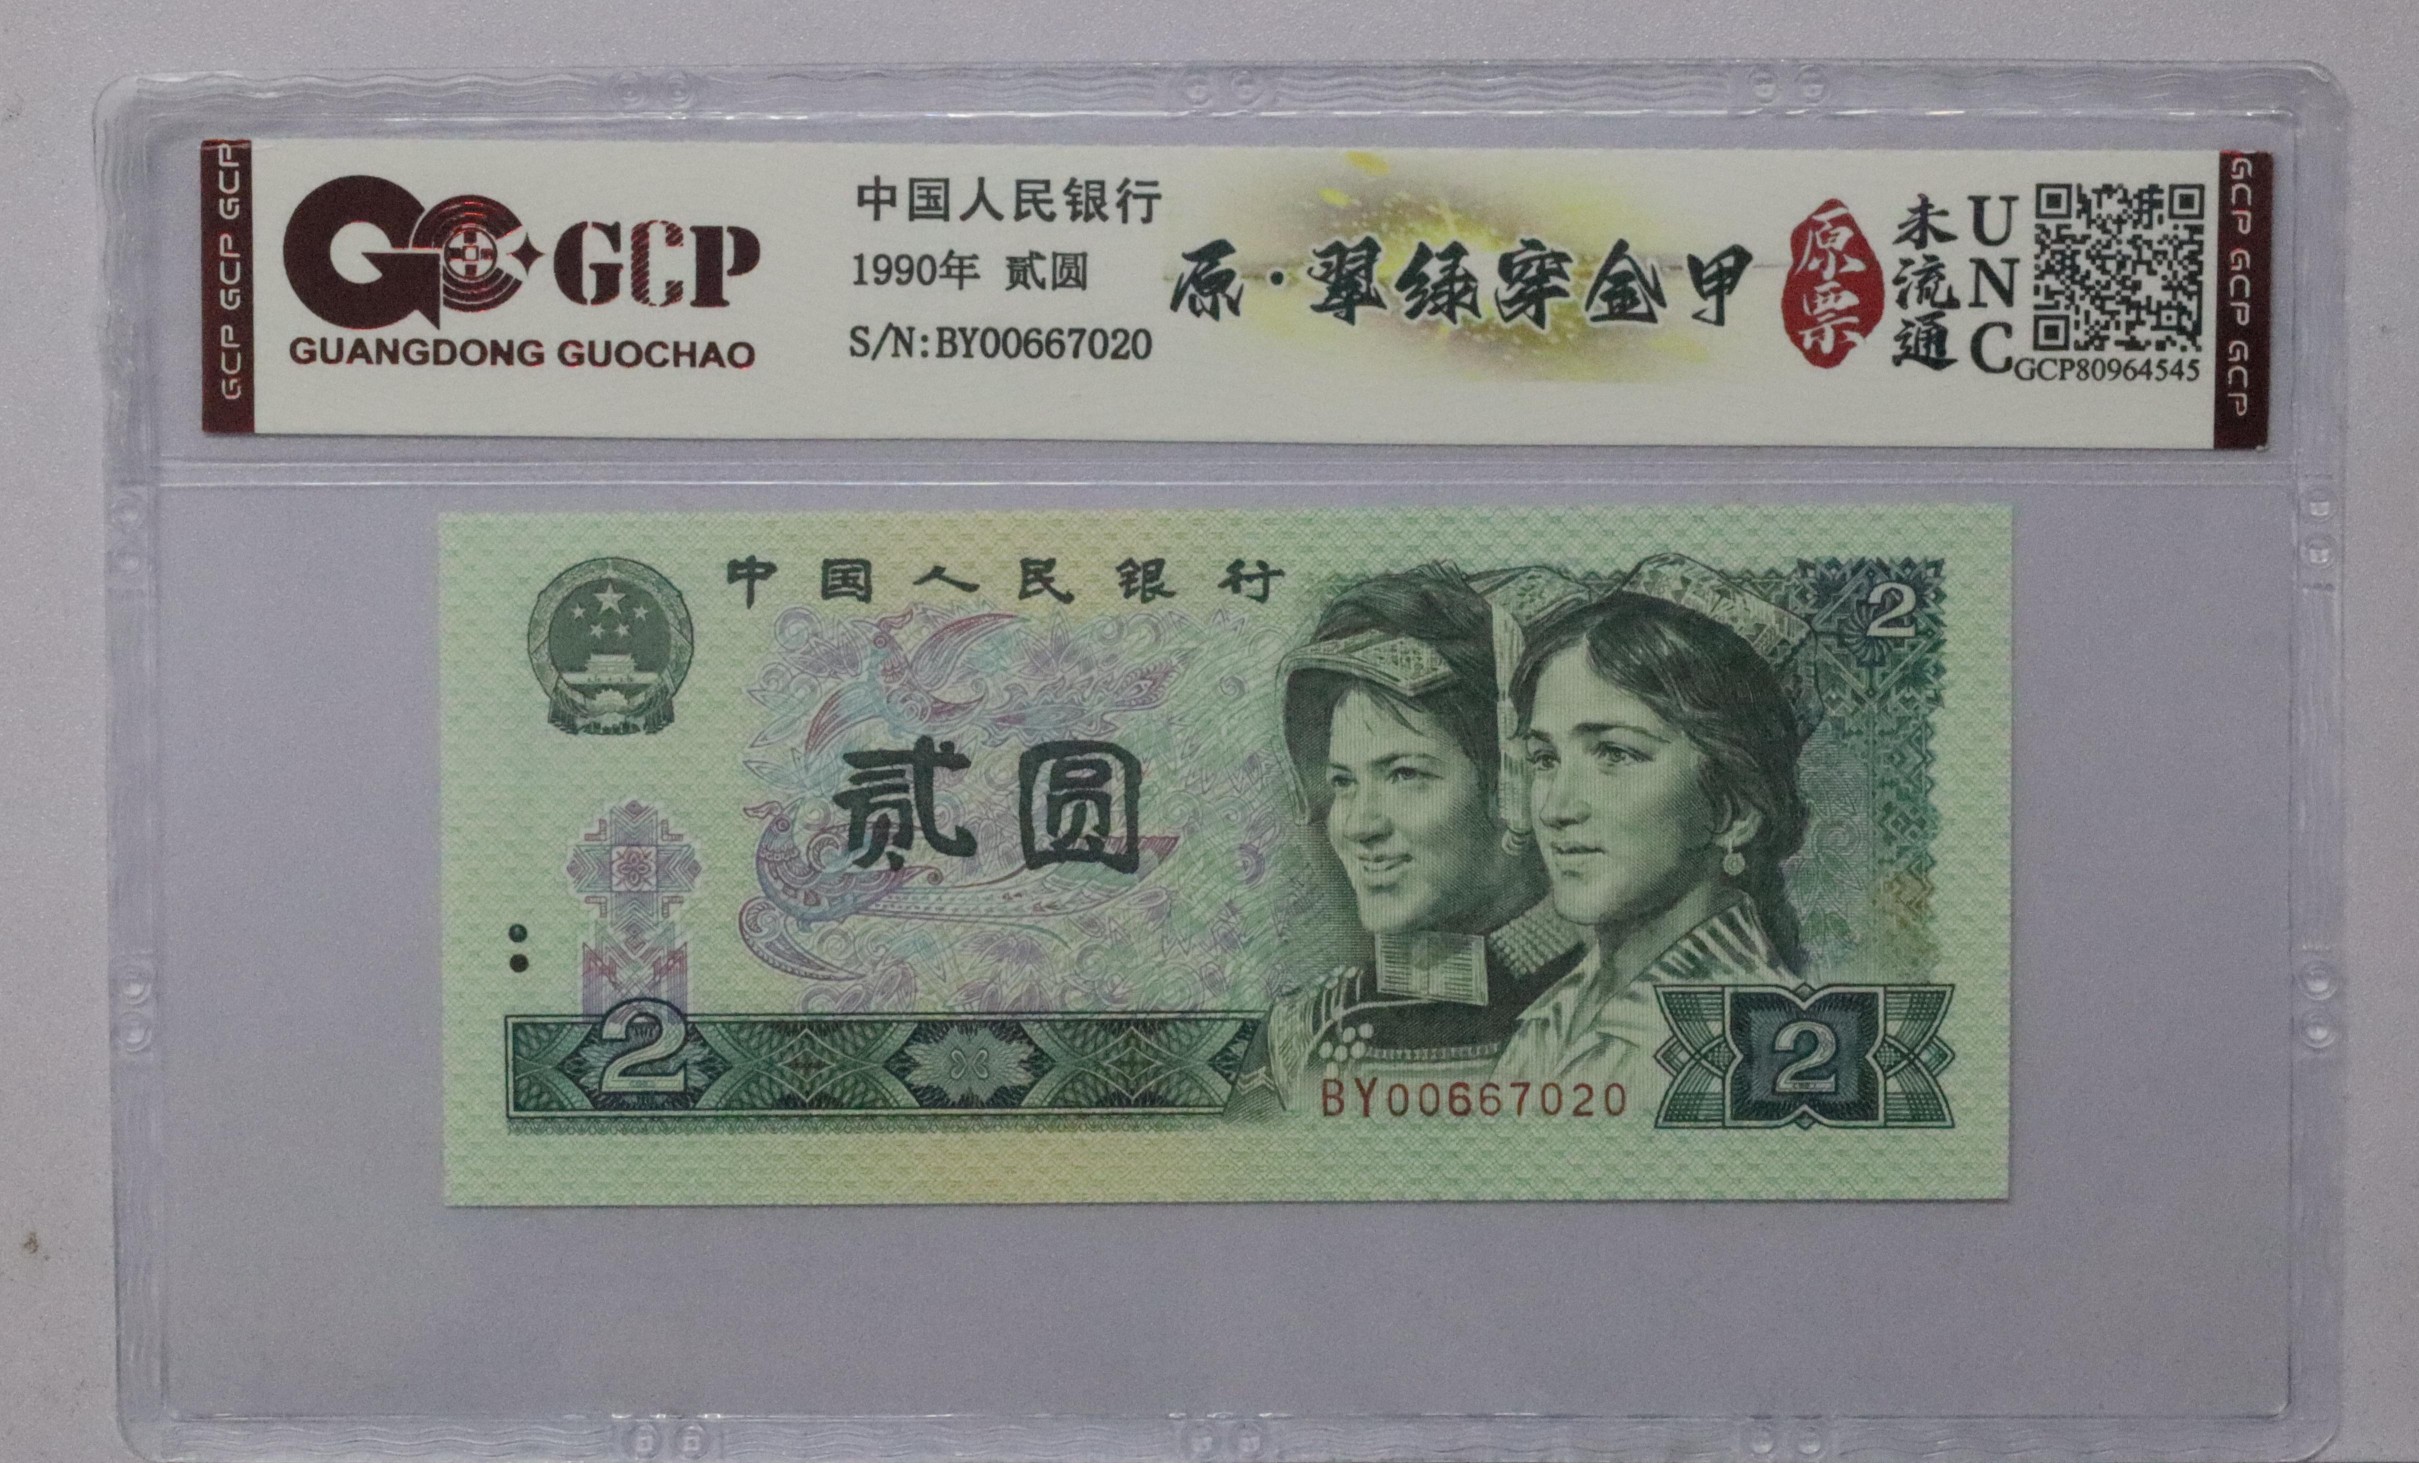 GCP GCP GCP
GCP
GUANGDONG GUOCHAO
中国人民银行
1990年 贰圆
S/N:BY00667020
原·翠绿穿金甲
原票
未流通
UNC
GCP80964545
GCP GCP GCP
中国人民银行
2
贰圆
2
2
BY00667020